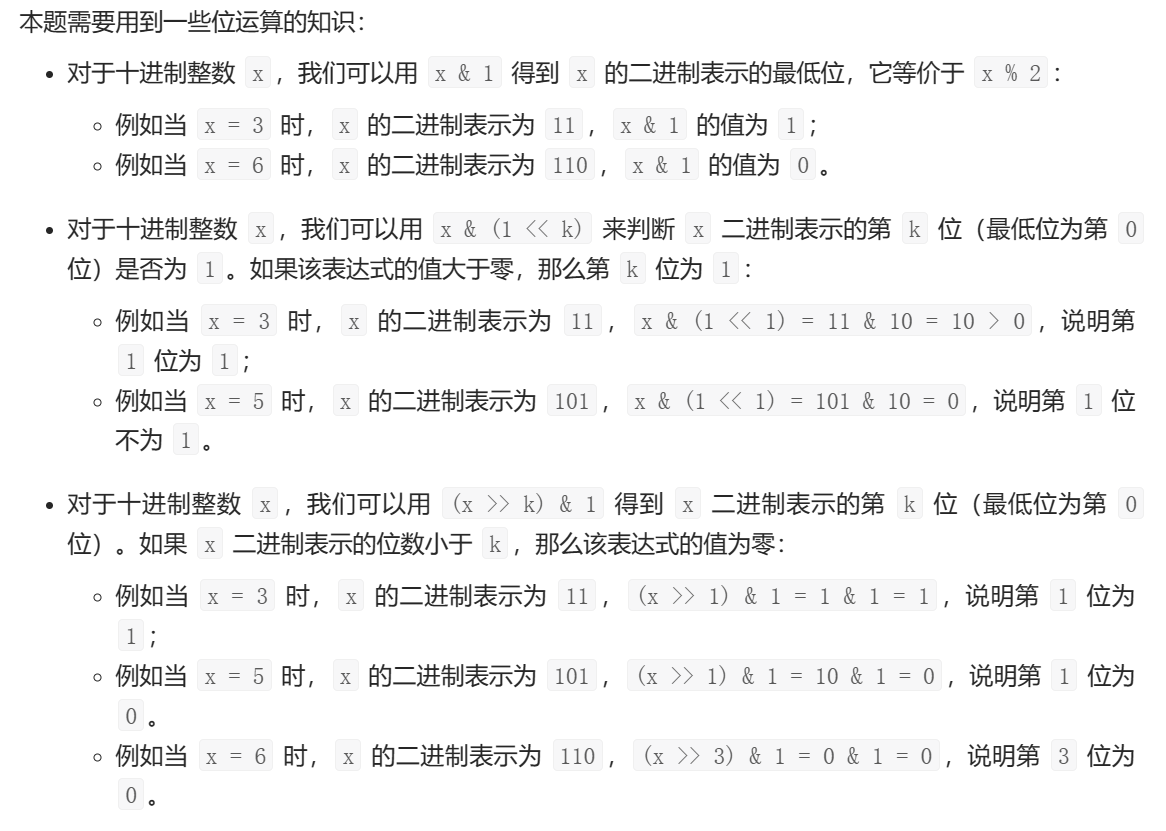 本题需要用到一些位运算的知识：
• 对于十进制整数 x ，我们可以用 x & 1 得到 x 的二进制表示的最低位，它等价于 x % 2 ：
◦ 例如当 x = 3 时， x 的二进制表示为 11 ， x & 1 的值为 1 ；
◦ 例如当 x = 6 时， x 的二进制表示为 110 ， x & 1 的值为 0 。
• 对于十进制整数 x ，我们可以用 x & (1 << k) 来判断 x 二进制表示的第 k 位（最低位为第 0
位）是否为 1 。如果该表达式的值大于零，那么第 k 位为 1 ：
◦ 例如当 x = 3 时， x 的二进制表示为 11 ， x & (1 << 1) = 11 & 10 = 10 > 0 ，说明第
1 位为 1 ；
◦ 例如当 x = 5 时， x 的二进制表示为 101 ， x & (1 << 1) = 101 & 10 = 0 ，说明第 1 位
不为 1 。
• 对于十进制整数 x ，我们可以用 (x >> k) & 1 得到 x 二进制表示的第 k 位（最低位为第 0
位）。如果 x 二进制表示的位数小于 k ，那么该表达式的值为零：
◦ 例如当 x = 3 时， x 的二进制表示为 11 ， (x >> 1) & 1 = 1 & 1 = 1 ，说明第 1 位为
1 ；
◦ 例如当 x = 5 时， x 的二进制表示为 101 ， (x >> 1) & 1 = 10 & 1 = 0 ，说明第 1 位为
0 。
◦ 例如当 x = 6 时， x 的二进制表示为 110 ， (x >> 3) & 1 = 0 & 1 = 0 ，说明第 3 位为
0 。